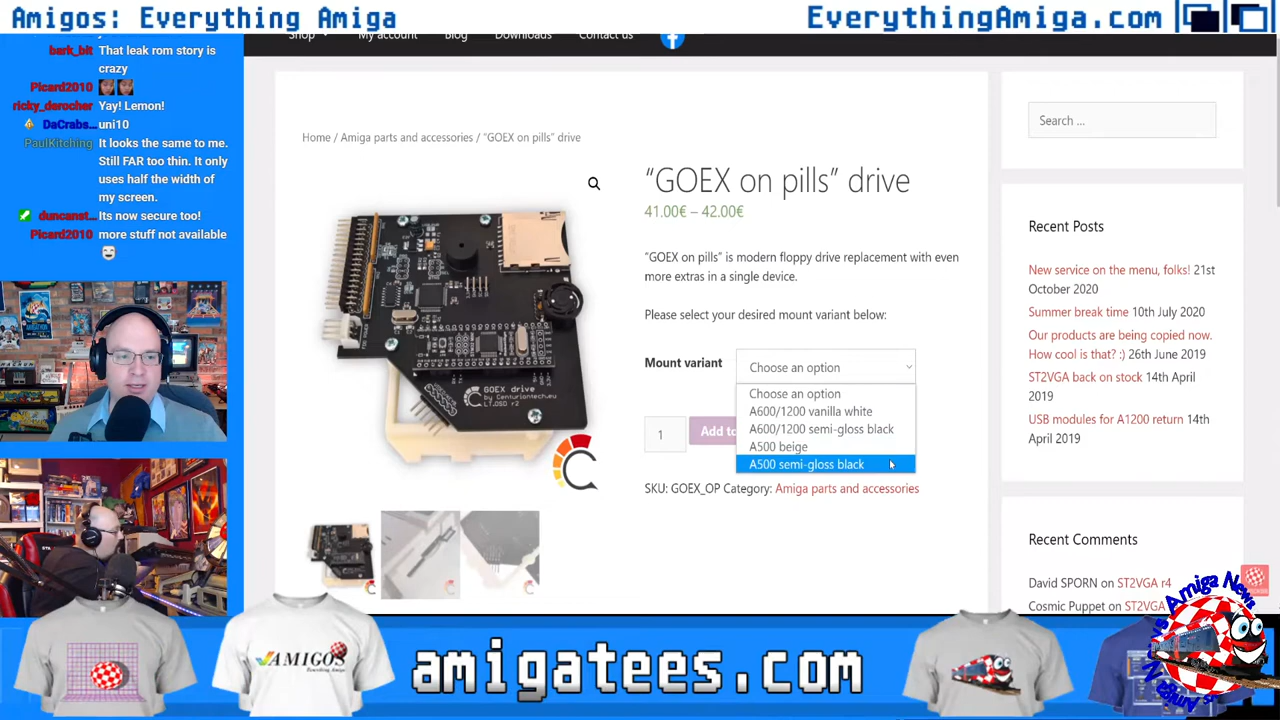 Amigos: Everything Amiga
EverythingAmiga.com
bark_bit That leak rom story is
crazy
Picard2010
ricky_derocher Yay! Lemon!
DaCrabs... uni10
PaulKitching It looks the same to me.
Still FAR too thin. It only
uses half the width of
my screen.
duncanst... Its now secure too!
Picard2010 more stuff not available
Shop My account Blog Downloads Contact us
Home / Amiga parts and accessories / "GOEX on pills" drive
“GOEX on pills” drive
41.00€ – 42.00€
“GOEX on pills” is modern floppy drive replacement with even
more extras in a single device.
Please select your desired mount variant below:
Mount variant
Choose an option
Choose an option
A600/1200 vanilla white
A600/1200 semi-gloss black
A500 beige
A500 semi-gloss black
1
Add to
SKU: GOEX_OP Category: Amiga parts and accessories
GOEX drive
by Centuriontech.eu
LT.OSD r2
Search …
Recent Posts
New service on the menu, folks! 21st
October 2020
Summer break time 10th July 2020
Our products are being copied now.
How cool is that? :) 26th June 2019
ST2VGA back on stock 14th April
2019
USB modules for A1200 return 14th
April 2019
Recent Comments
David SPORN on ST2VGA r4
Cosmic Puppet on ST2VGA
AMIGOS
amigatees.com
Amiga News